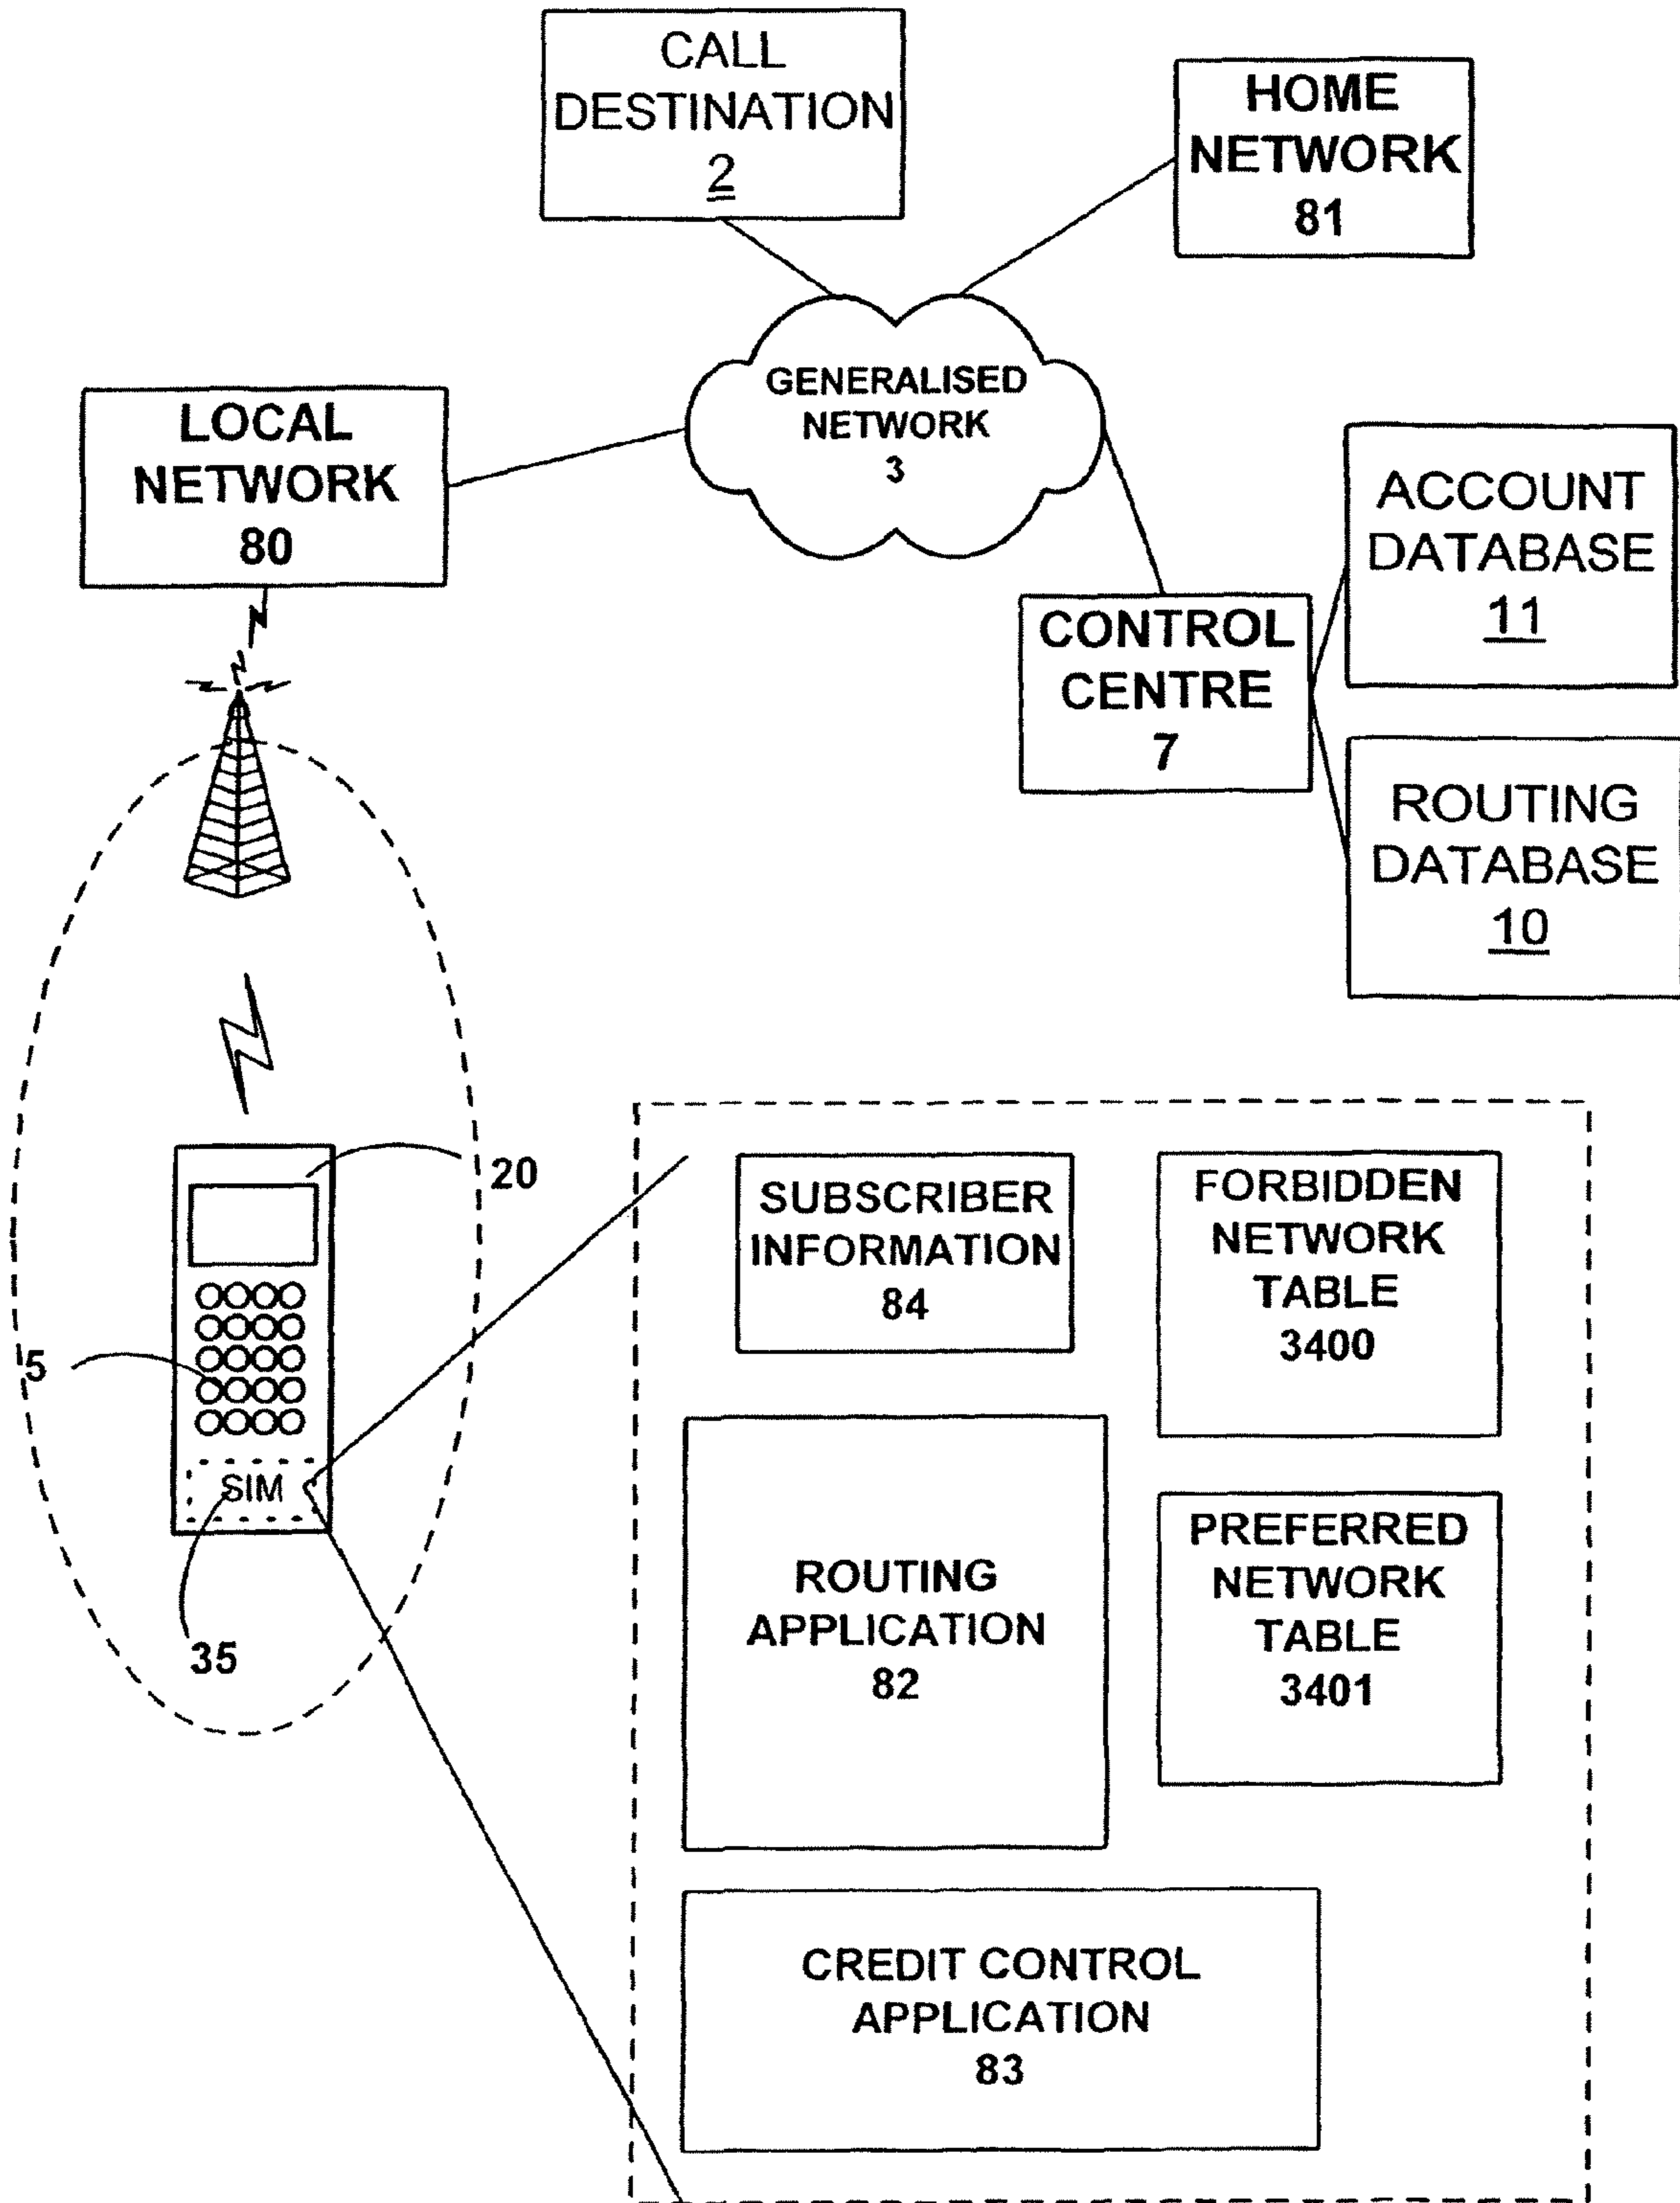 CALL
DESTINATION
2
HOME
NETWORK
81
GENERALISED
NETWORK
3
LOCAL
NETWORK
80
ACCOUNT
DATABASE
11
CONTROL
CENTRE
7
ROUTING
DATABASE
10
20
5
SIM
35
SUBSCRIBER
INFORMATION
84
FORBIDDEN
NETWORK
TABLE
3400
ROUTING
APPLICATION
82
PREFERRED
NETWORK
TABLE
3401
CREDIT CONTROL
APPLICATION
83